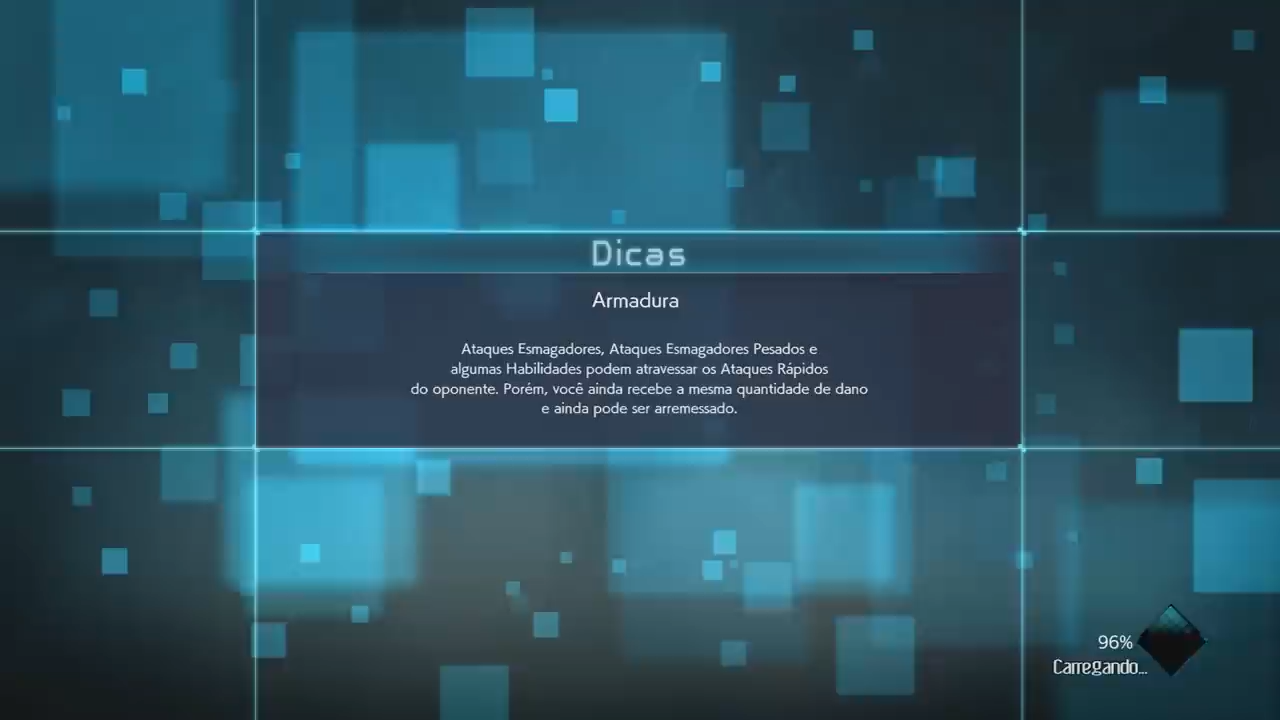 Dicas
Armadura
Ataques Esmagadores, Ataques Esmagadores Pesados e
algumas Habilidades podem atravessar os Ataques Rápidos
do oponente. Porém, você ainda recebe a mesma quantidade de dano
e ainda pode ser arremessado.
96%
Carregando...